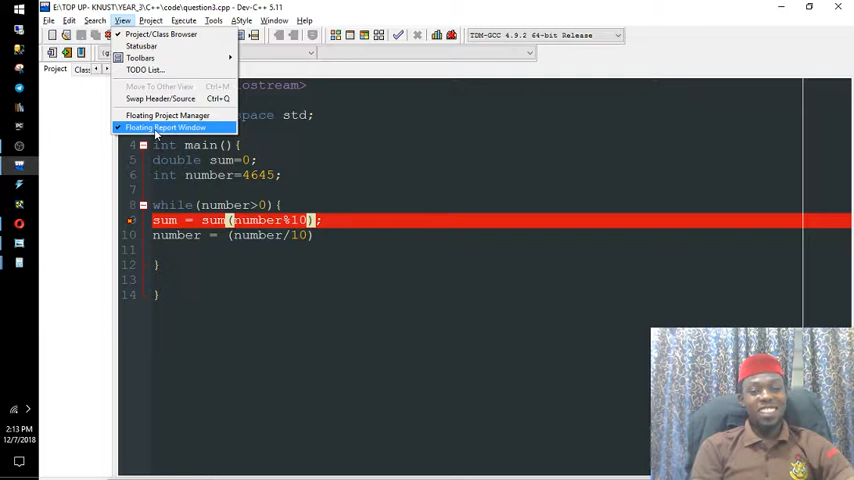 E:\TOP UP - KNUST\YEAR_3\C++\code\question3.cpp - Dev-C++ 5.11
File Edit Search View Project Execute Tools AStyle Window Help
TDM-GCC 4.9.2 64-bit Release
Project Clas
Project/Class Browser
Statusbar
Toolbars
TODO List...
Move To Other View Ctrl+M
Swap Header/Source Ctrl+Q
Floating Project Manager
Floating Report Window
iostream>
space std;
4 int main(){
5 double sum=0;
6 int number=4645;
7
8 while(number>0){
9 sum = sum(number%10);
10 number = (number/10)
11
12 }
13
14 }
2:13 PM
12/7/2018